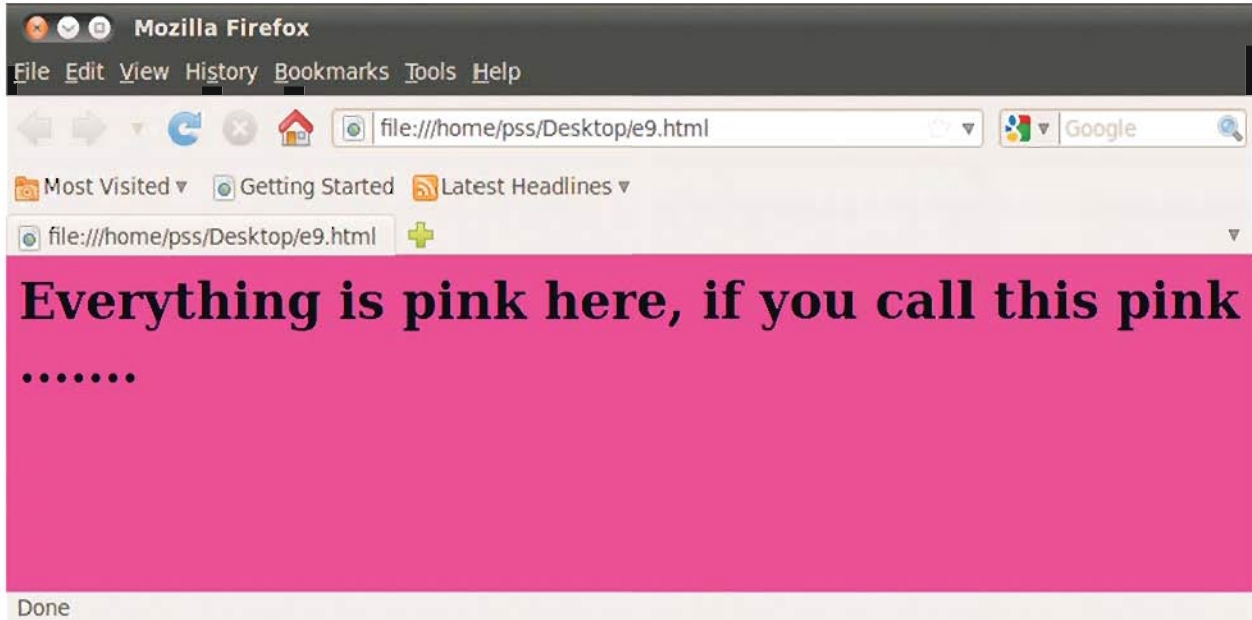 Mozilla Firefox
File Edit View History Bookmarks Tools Help
file:///home/pss/Desktop/e9.html Google
Most Visited Getting Started Latest Headlines
file:///home/pss/Desktop/e9.html
Everything is pink here, if you call this pink
.......
Done